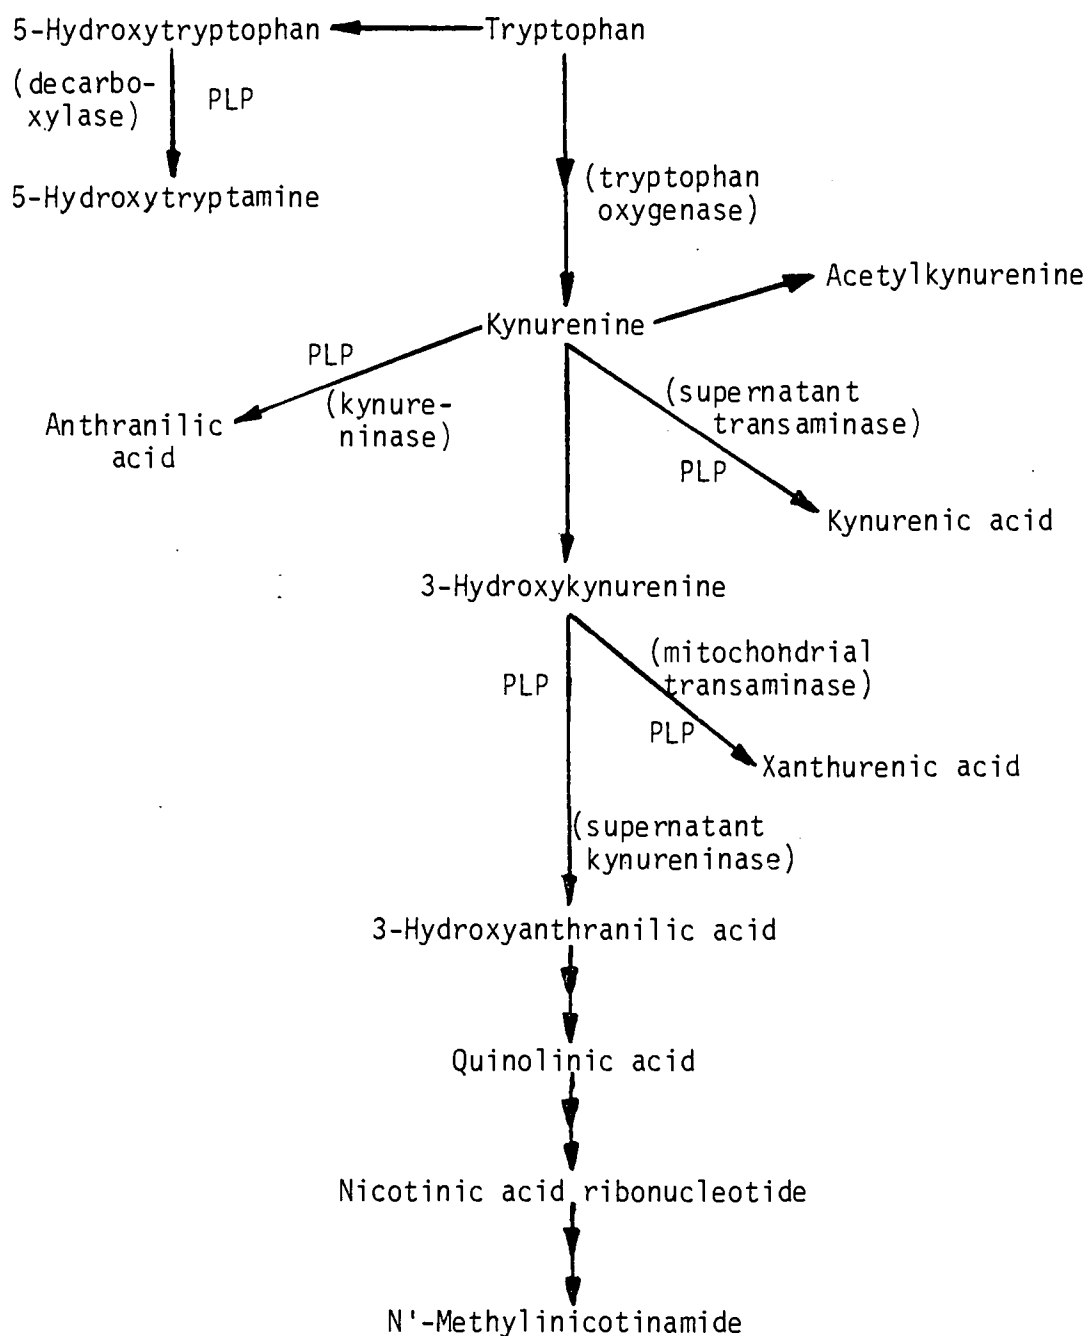 5-Hydroxytryptophan
Tryptophan
(decarbo-
xylase)
PLP
5-Hydroxytryptamine
(tryptophan
oxygenase)
Acetylkynurenine
Kynurenine
PLP
(kynure-
ninase)
Anthranilic
acid
(supernatant
transaminase)
PLP
Kynurenic acid
3-Hydroxykynurenine
PLP
(mitochondrial
transaminase)
PLP
Xanthurenic acid
(supernatant
kynureninase)
3-Hydroxyanthranilic acid
Quinolinic acid
Nicotinic acid ribonucleotide
N'-Methylinicotinamide